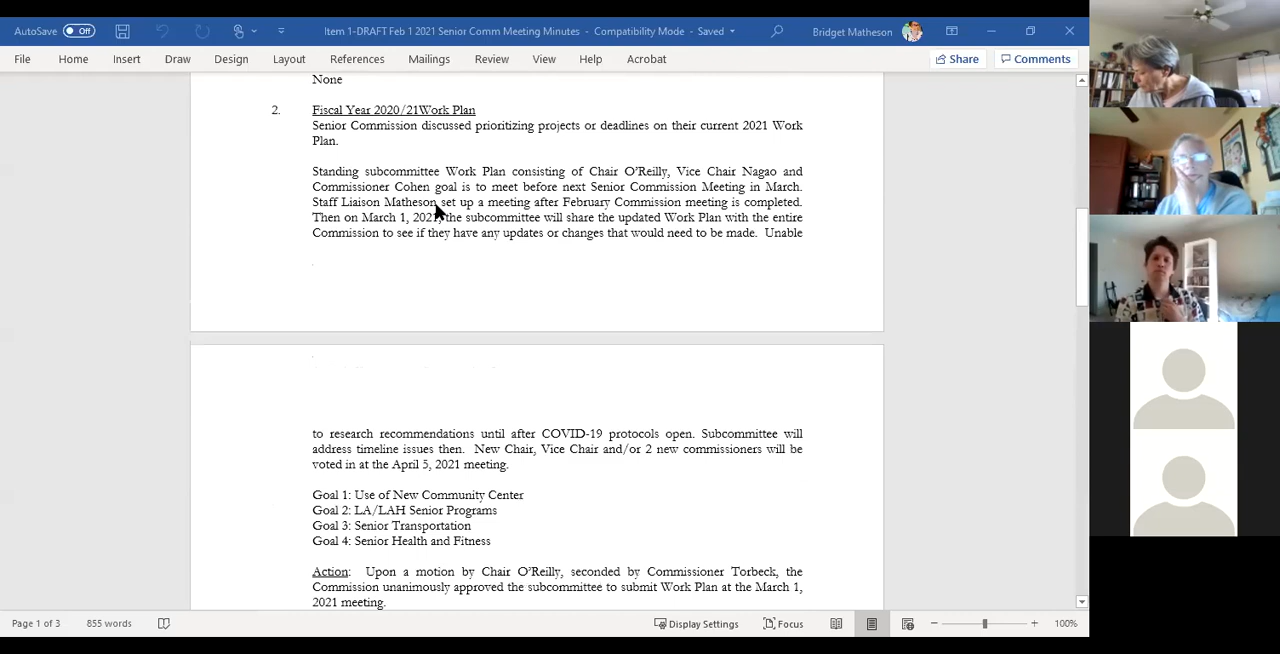 AutoSave Off Item 1-DRAFT Feb 1 2021 Senior Comm Meeting Minutes - Compatibility Mode - Saved Bridget Matheson
File Home Insert Draw Design Layout References Mailings Review View Help Acrobat Share Comments
None
2. Fiscal Year 2020/21Work Plan
Senior Commission discussed prioritizing projects or deadlines on their current 2021 Work
Plan.
Standing subcommittee Work Plan consisting of Chair O'Reilly, Vice Chair Nagao and
Commissioner Cohen goal is to meet before next Senior Commission Meeting in March.
Staff Liaison Matheson set up a meeting after February Commission meeting is completed.
Then on March 1, 2021, the subcommittee will share the updated Work Plan with the entire
Commission to see if they have any updates or changes that would need to be made. Unable
to research recommendations until after COVID-19 protocols open. Subcommittee will
address timeline issues then. New Chair, Vice Chair and/or 2 new commissioners will be
voted in at the April 5, 2021 meeting.
Goal 1: Use of New Community Center
Goal 2: LA/LAH Senior Programs
Goal 3: Senior Transportation
Goal 4: Senior Health and Fitness
Action: Upon a motion by Chair O'Reilly, seconded by Commissioner Torbeck, the
Commission unanimously approved the subcommittee to submit Work Plan at the March 1,
2021 meeting.
Page 1 of 3 855 words Display Settings Focus 100%